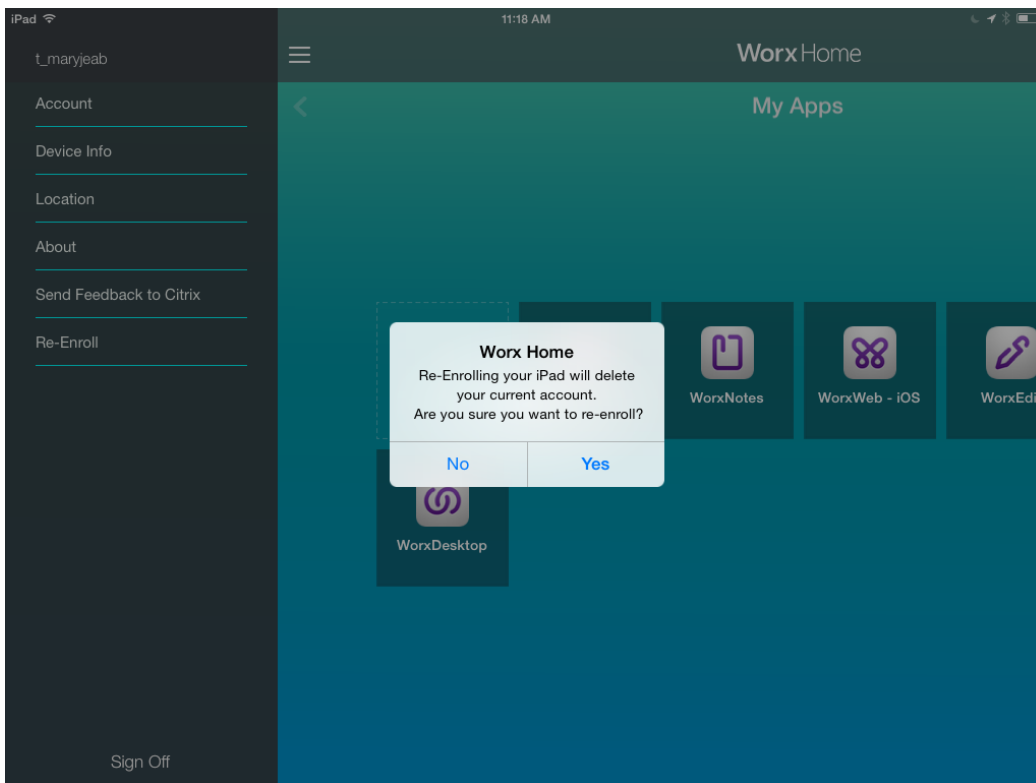 iPad
11:18 AM
t_maryjeab
WorxHome
Account
My Apps
Device Info
Location
About
Send Feedback to Citrix
Re-Enroll
Worx Home
Re-Enrolling your iPad will delete
your current account.
Are you sure you want to re-enroll?
No
Yes
WorxNotes
WorxWeb - iOS
WorxEdi
WorxDesktop
Sign Off